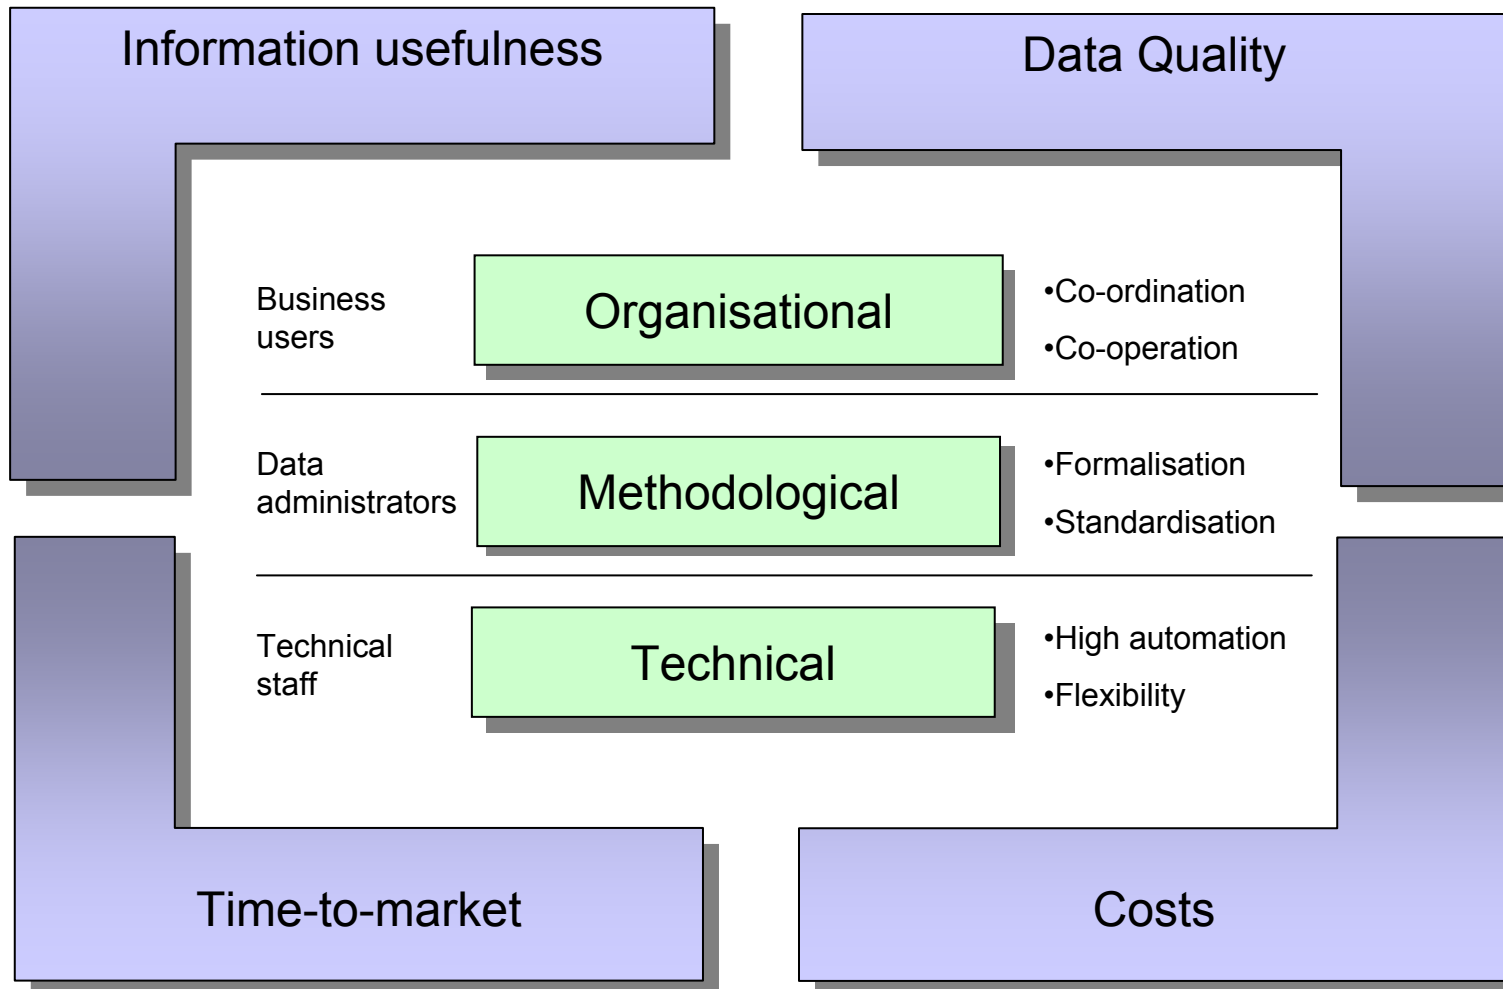 Information usefulness
Data Quality
Business
users
Organisational
•Co-ordination
•Co-operation
Data
administrators
Methodological
•Formalisation
•Standardisation
Technical
staff
Technical
•High automation
•Flexibility
Time-to-market
Costs